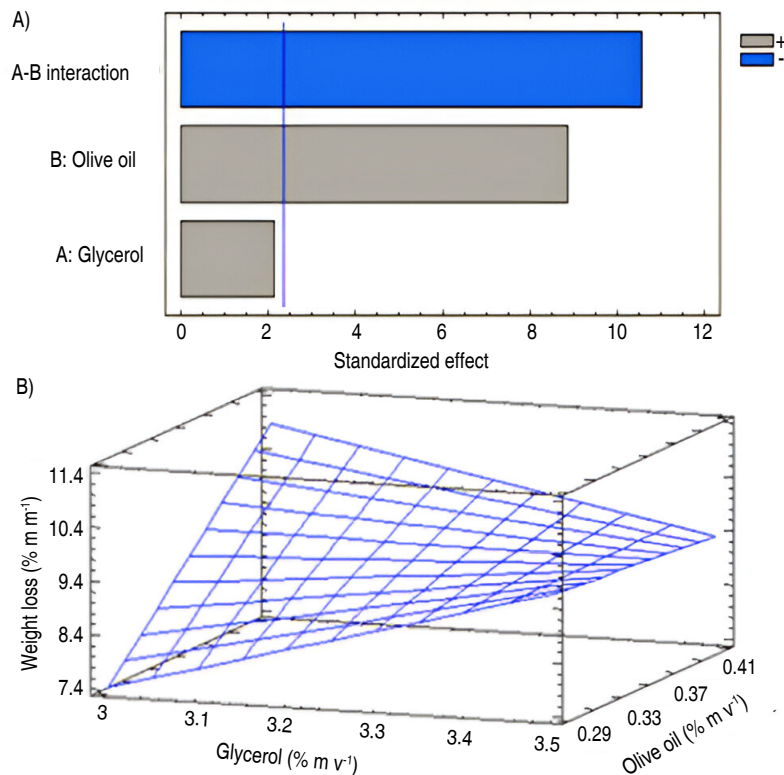 A)
+
-
A-B interaction
B: Olive oil
A: Glycerol
0 2 4 6 8 10 12
Standardized effect
B)
11.4
10.4
9.4
8.4
7.4
Weight loss (% m m⁻¹)
3 3.1 3.2 3.3 3.4 3.5
Glycerol (% m v⁻¹)
0.29 0.33 0.37 0.41
Olive oil (% m v⁻¹)